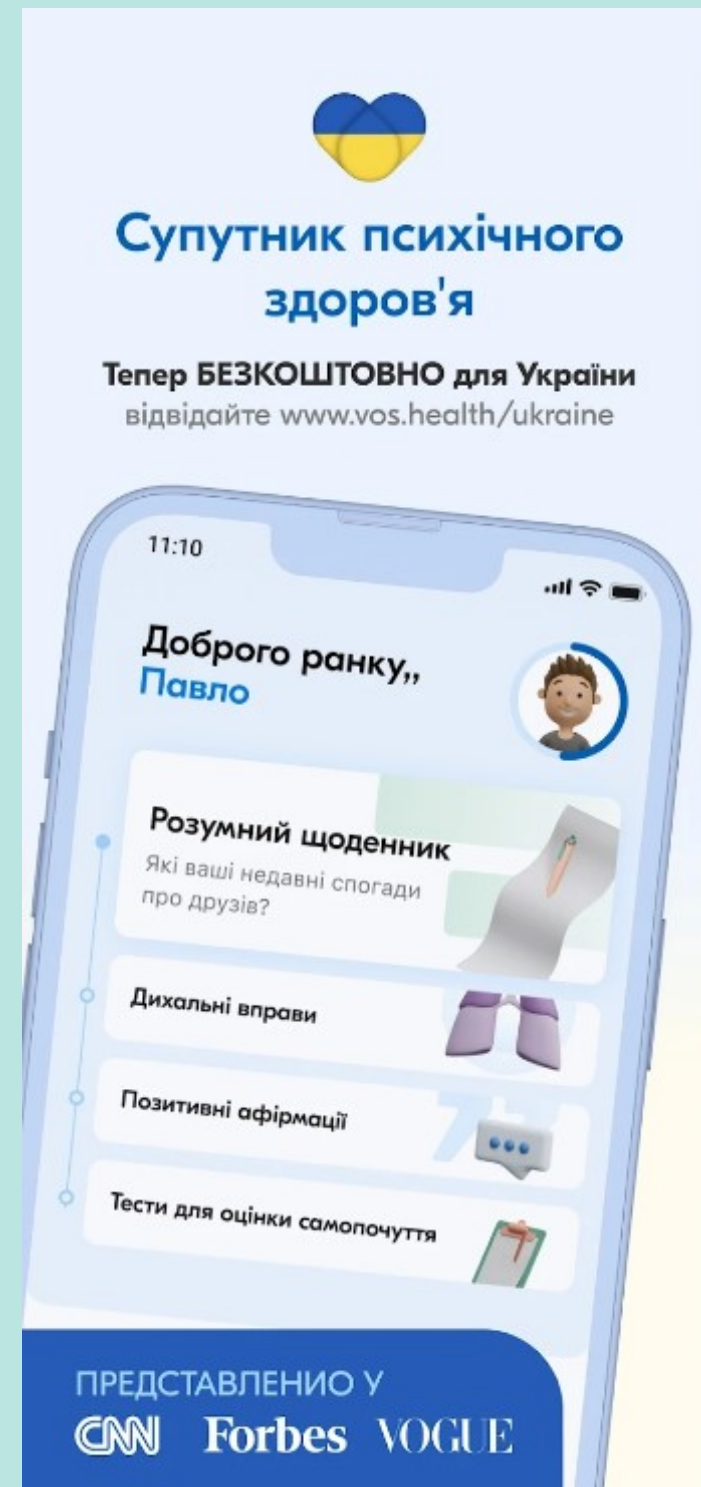 Супутник психічного
здоров'я
Тепер БЕЗКОШТОВНО для України
відвідайте www.vos.health/ukraine
11:10
Доброго ранку,,
Павло
Розумний щоденник
Які ваші недавні спогади
про друзів?
Дихальні вправи
Позитивні афірмації
Тести для оцінки самопочуття
ПРЕДСТАВЛЕНИО У
CNN Forbes VOGUE